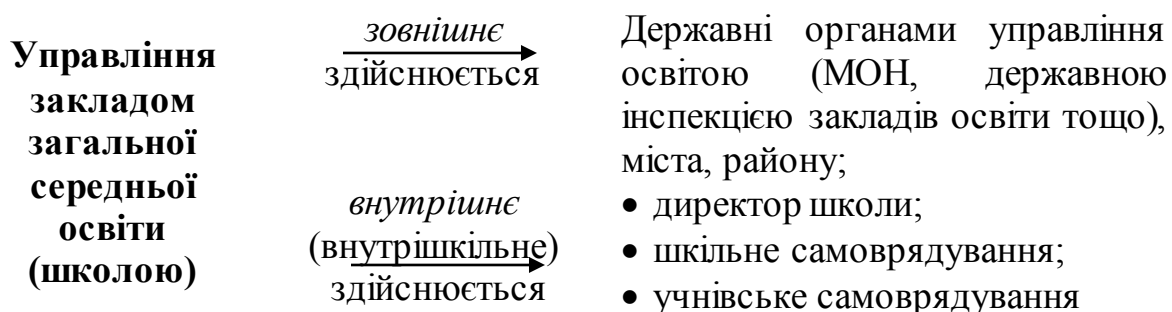 Управління
закладом
загальної
середньої
освіти
(школою)
зовнішнє
здійснюється
Державні органами управління
освітою (МОН, державною
інспекцією закладів освіти тощо),
міста, району;
внутрішнє
(внутрішкільне)
здійснюється
• директор школи;
• шкільне самоврядування;
• учнівське самоврядування